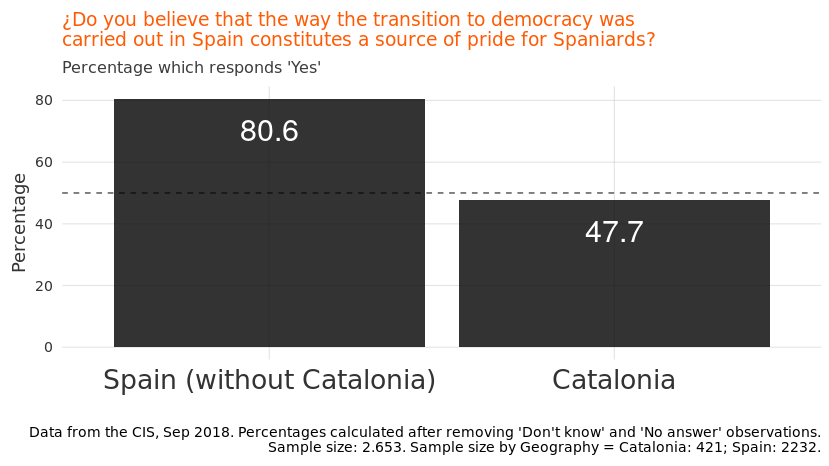 ¿Do you believe that the way the transition to democracy was
carried out in Spain constitutes a source of pride for Spaniards?
Percentage which responds 'Yes'
Percentage
80
60
40
20
0
80.6
47.7
Spain (without Catalonia)
Catalonia
Data from the CIS, Sep 2018. Percentages calculated after removing 'Don't know' and 'No answer' observations.
Sample size: 2.653. Sample size by Geography = Catalonia: 421; Spain: 2232.